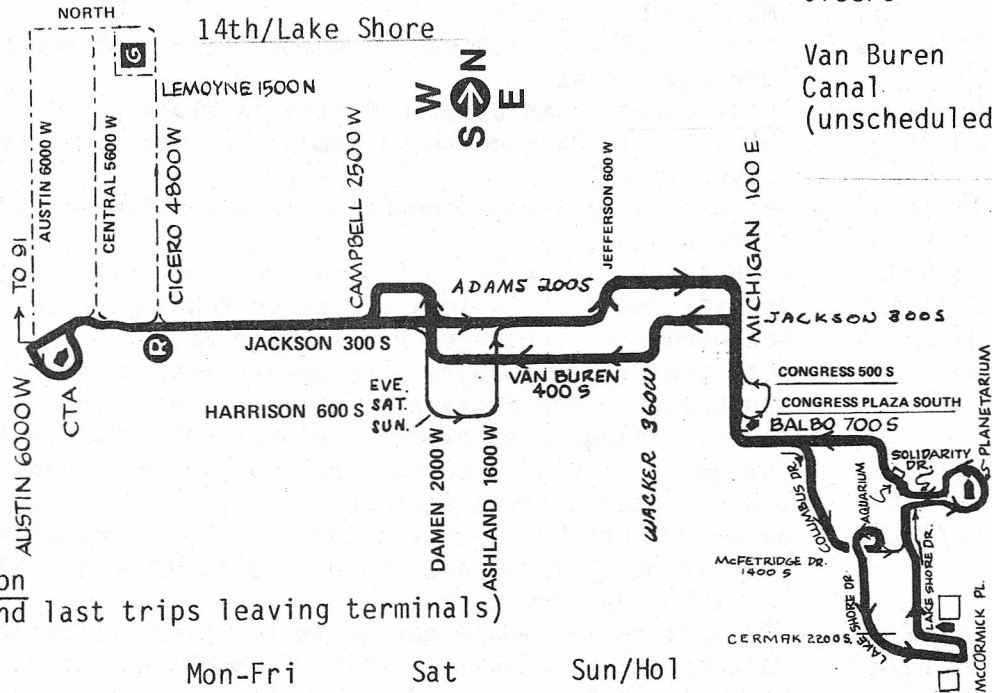 NORTH
14th/Lake Shore
Van Buren
Canal
(unscheduled
G
LEMOYNE 1500 N
W N
S E
AUSTIN 6000 W
CENTRAL 5600 W
CICERO 4800 W
CAMPBELL 2500 W
JEFFERSON 600 W
MICHIGAN 100 E
TO 91
ADAMS 200 S
JACKSON 300 S
R
JACKSON 300 S
CTA
AUSTIN 6000 W
VAN BUREN
400 S
CONGRESS 500 S
CONGRESS PLAZA SOUTH
BALBO 700 S
EVE.
SAT.
SUN.
HARRISON 600 S
DAMEN 2000 W
ASHLAND 1600 W
WACKER 360 W
SOLIDARITY
DR.
PLANETARIUM
COLUMBUS DR.
AQUARIUM
McFETRIDGE DR.
1400 S
LAKE SHORE DR.
LAKE SHORE DR.
CERMAK 2200 S.
MCCORMICK PL.
on
nd last trips leaving terminals)
Mon-Fri Sat Sun/Hol